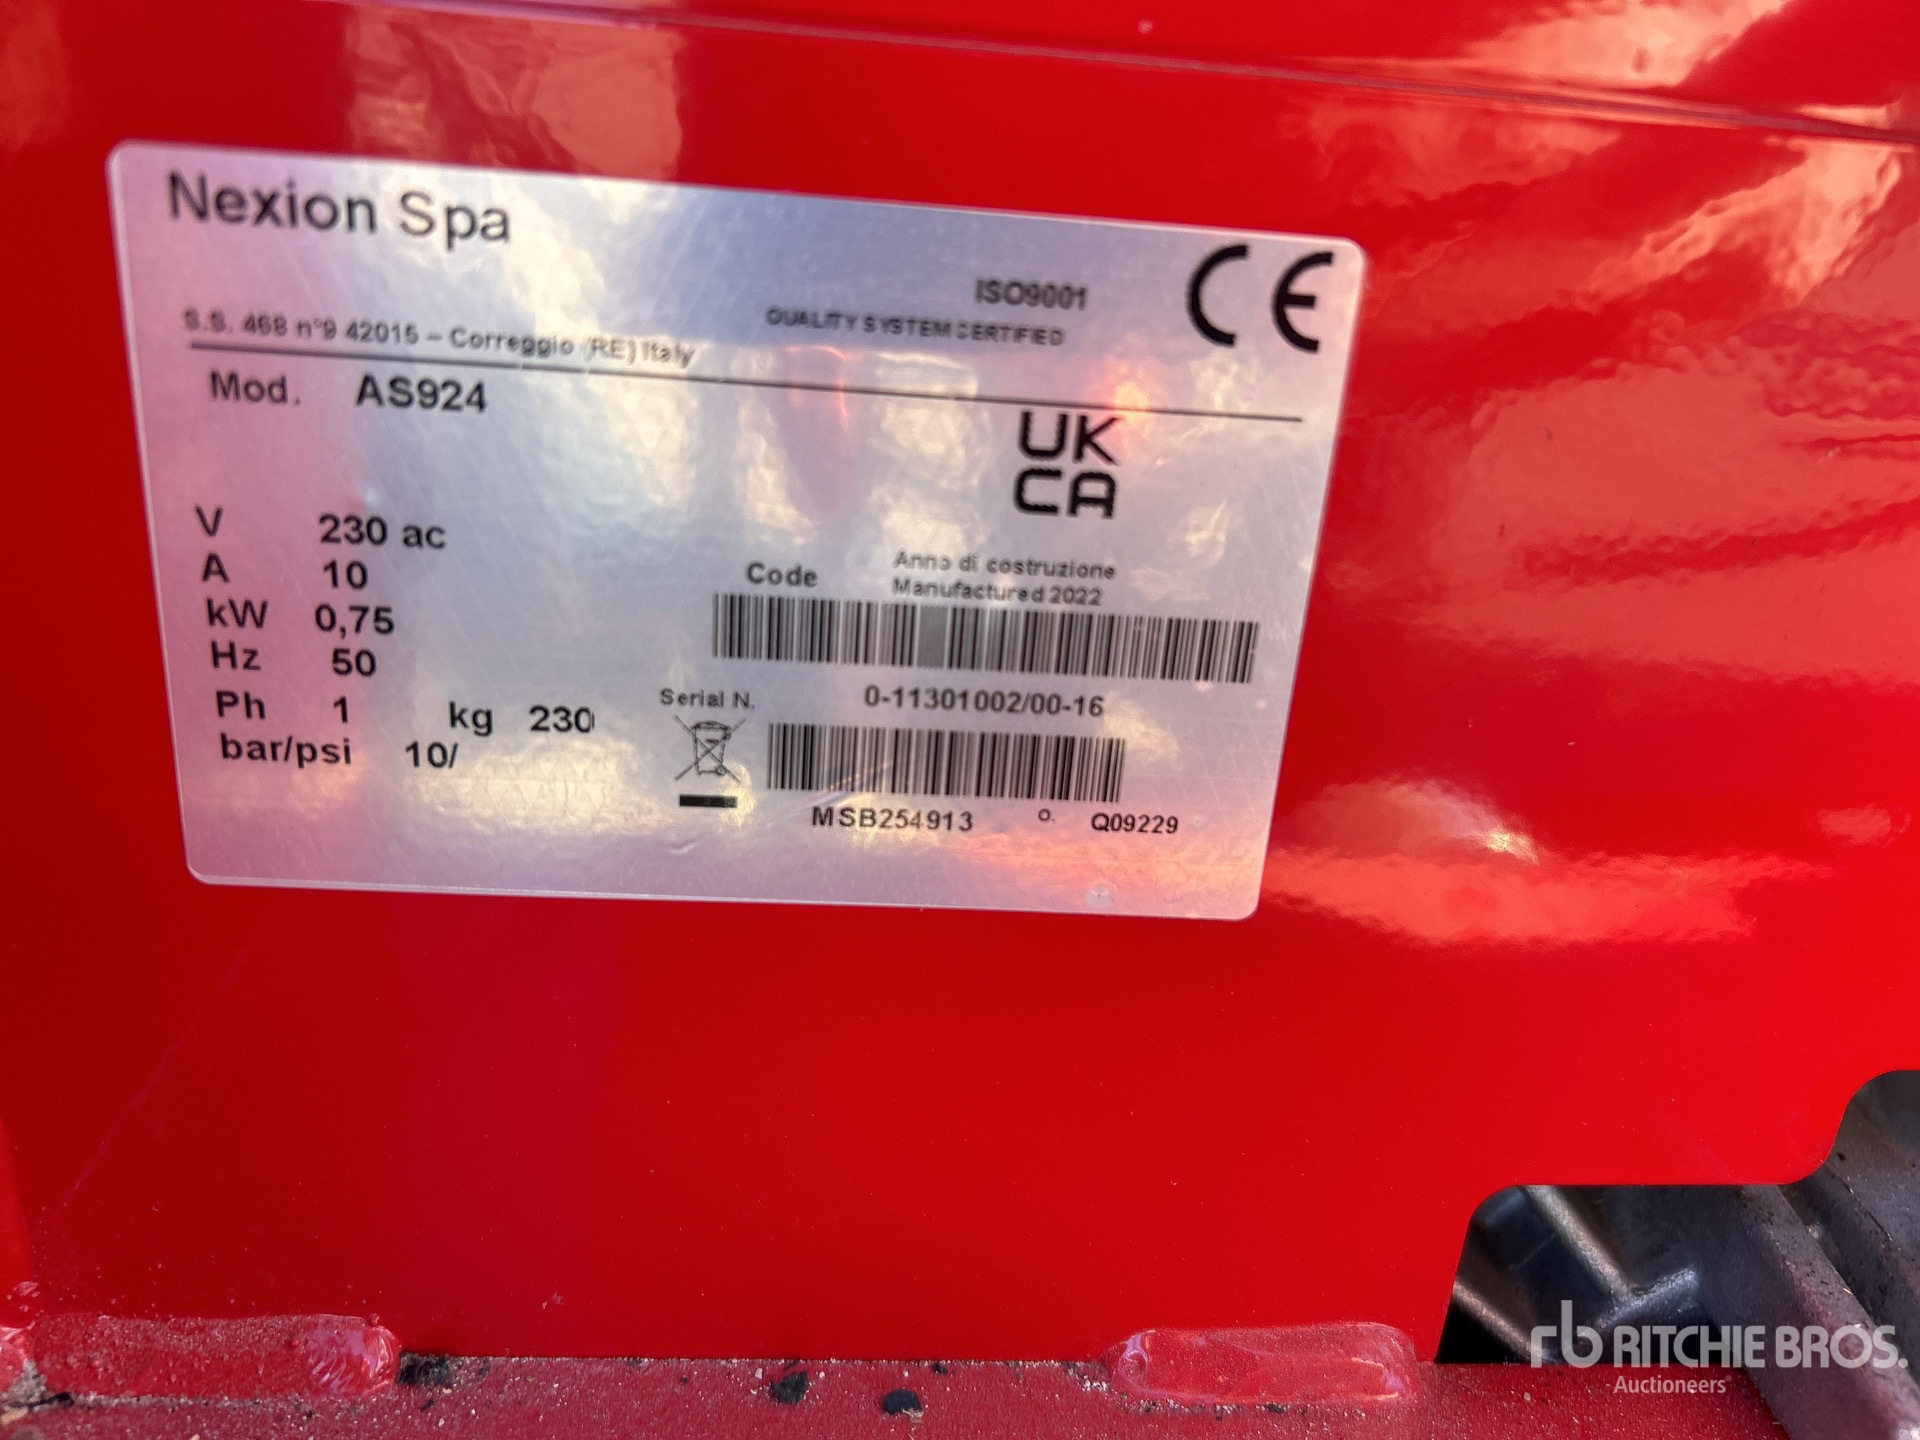 Nexion Spa
CE
ISO9001
QUALITY SYSTEM CERTIFIED
S.S. 468 n°9 42015 – Correggio (RE) Italy
Mod. AS924
UK
CA
V 230 ac
A 10
kW 0,75
Hz 50
Ph 1 kg 230
bar/psi 10/
Code
Anno di costruzione
Manufactured 2022
0-11301002/00-16
Serial N.
MSB254913 O. Q09229
rb RITCHIE BROS.
Auctioneers